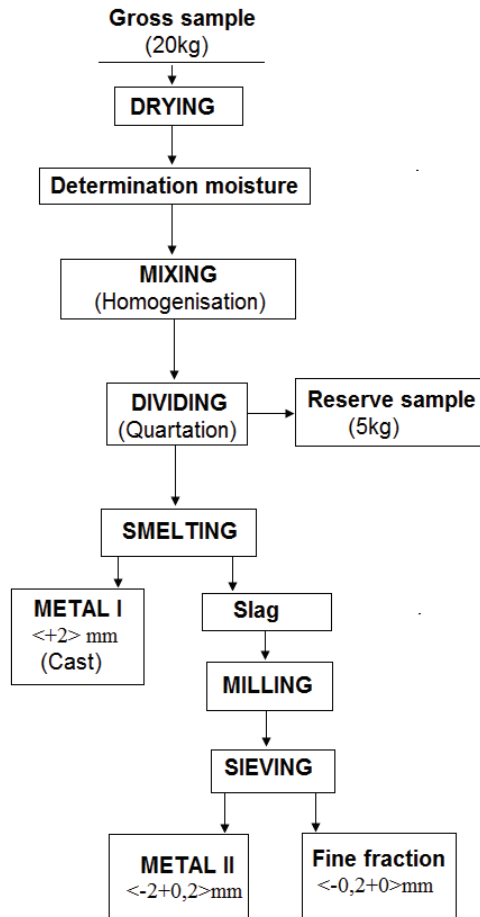 Gross sample
(20kg)
DRYING
Determination moisture
MIXING
(Homogenisation)
DIVIDING
(Quartation)
Reserve sample
(5kg)
SMELTING
METAL I
<+2> mm
(Cast)
Slag
MILLING
SIEVING
METAL II
<-2+0,2>mm
Fine fraction
<-0,2+0>mm